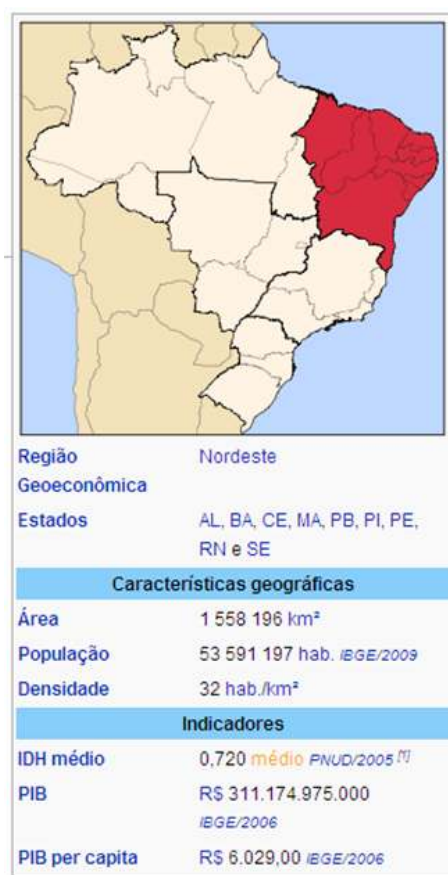 Região Nordeste
Geoeconômica
Estados AL, BA, CE, MA, PB, PI, PE,
RN e SE
Características geográficas
Área 1 558 196 km²
População 53 591 197 hab. IBGE/2009
Densidade 32 hab./km²
Indicadores
IDH médio 0,720 médio PNUD/2005 [1]
PIB R$ 311.174.975.000
IBGE/2006
PIB per capita R$ 6.029,00 IBGE/2006